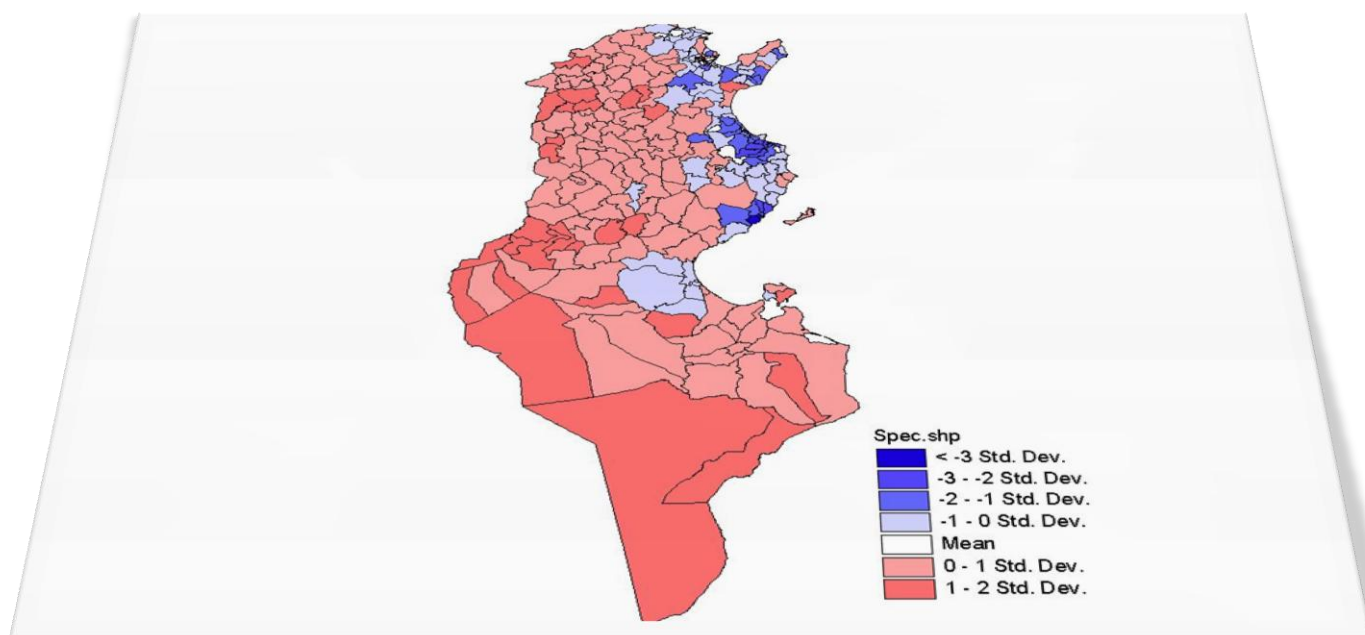 Spec.shp
< -3 Std. Dev.
-3 - -2 Std. Dev.
-2 - -1 Std. Dev.
-1 - 0 Std. Dev.
Mean
0 - 1 Std. Dev.
1 - 2 Std. Dev.